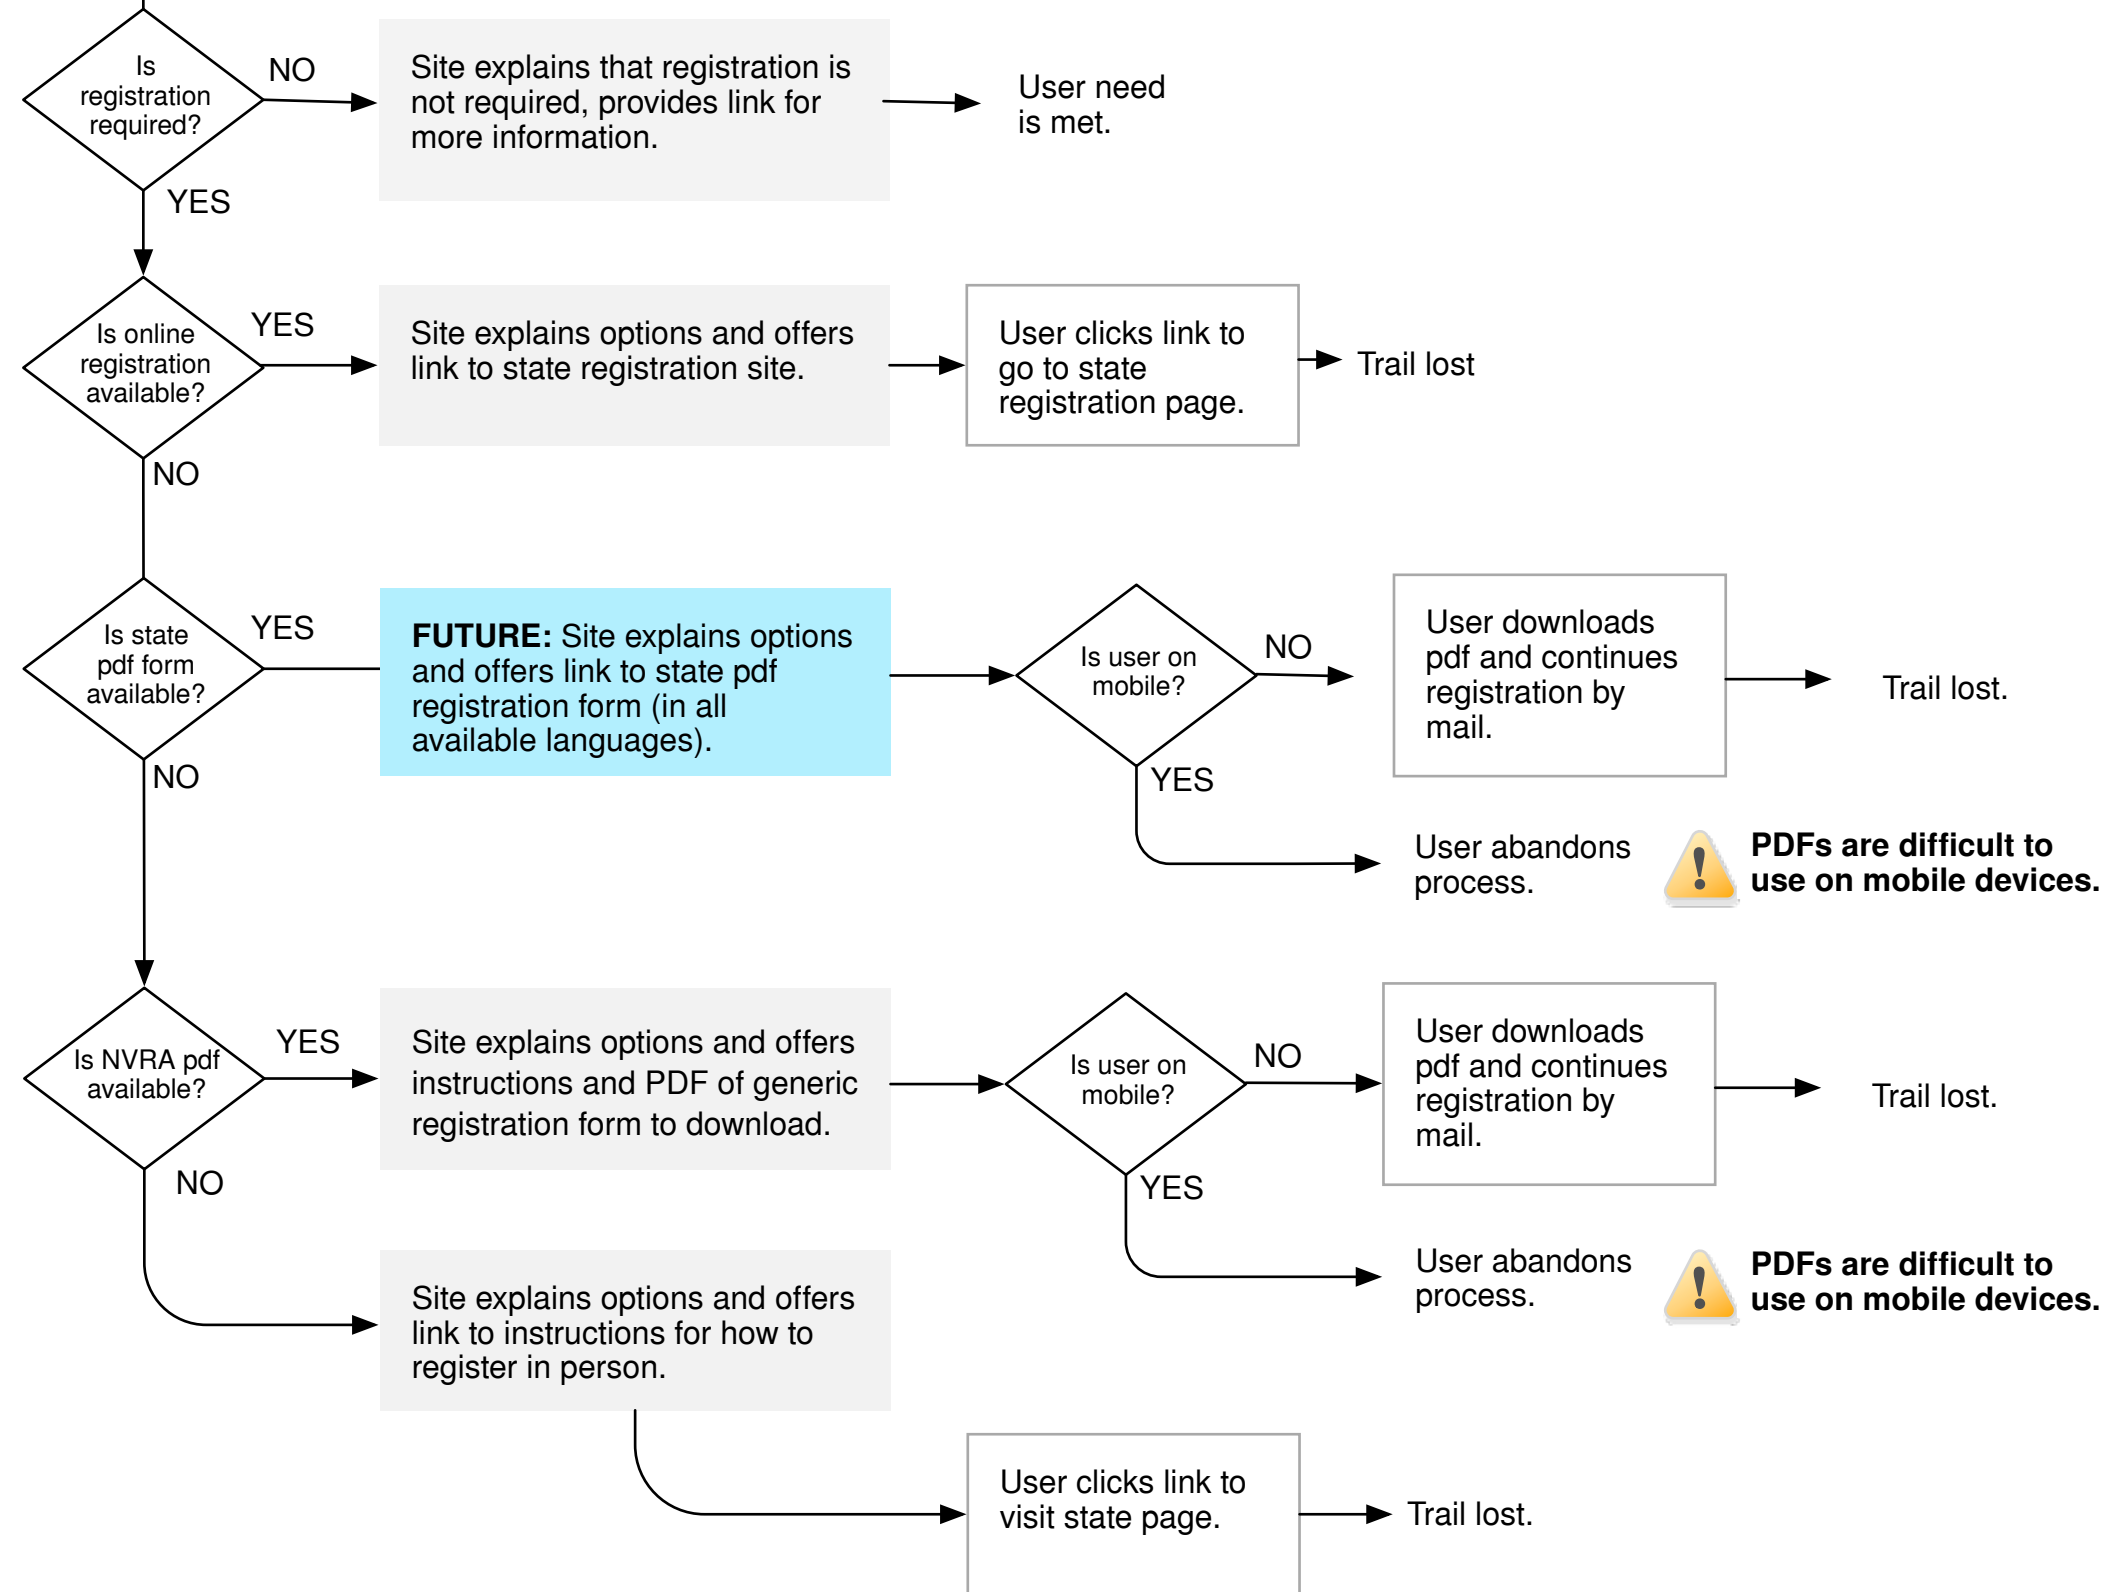 Is
registration
required?
NO
Site explains that registration is
not required, provides link for
more information.
User need
is met.
YES
Is online
registration
available?
YES
Site explains options and offers
link to state registration site.
User clicks link to
go to state
registration page.
Trail lost
NO
Is state
pdf form
available?
YES
FUTURE: Site explains options
and offers link to state pdf
registration form (in all
available languages).
Is user on
mobile?
NO
User downloads
pdf and continues
registration by
mail.
Trail lost.
YES
User abandons
process.
PDFs are difficult to
use on mobile devices.
NO
Is NVRA pdf
available?
YES
Site explains options and offers
instructions and PDF of generic
registration form to download.
Is user on
mobile?
NO
User downloads
pdf and continues
registration by
mail.
Trail lost.
YES
User abandons
process.
PDFs are difficult to
use on mobile devices.
NO
Site explains options and offers
link to instructions for how to
register in person.
User clicks link to
visit state page.
Trail lost.